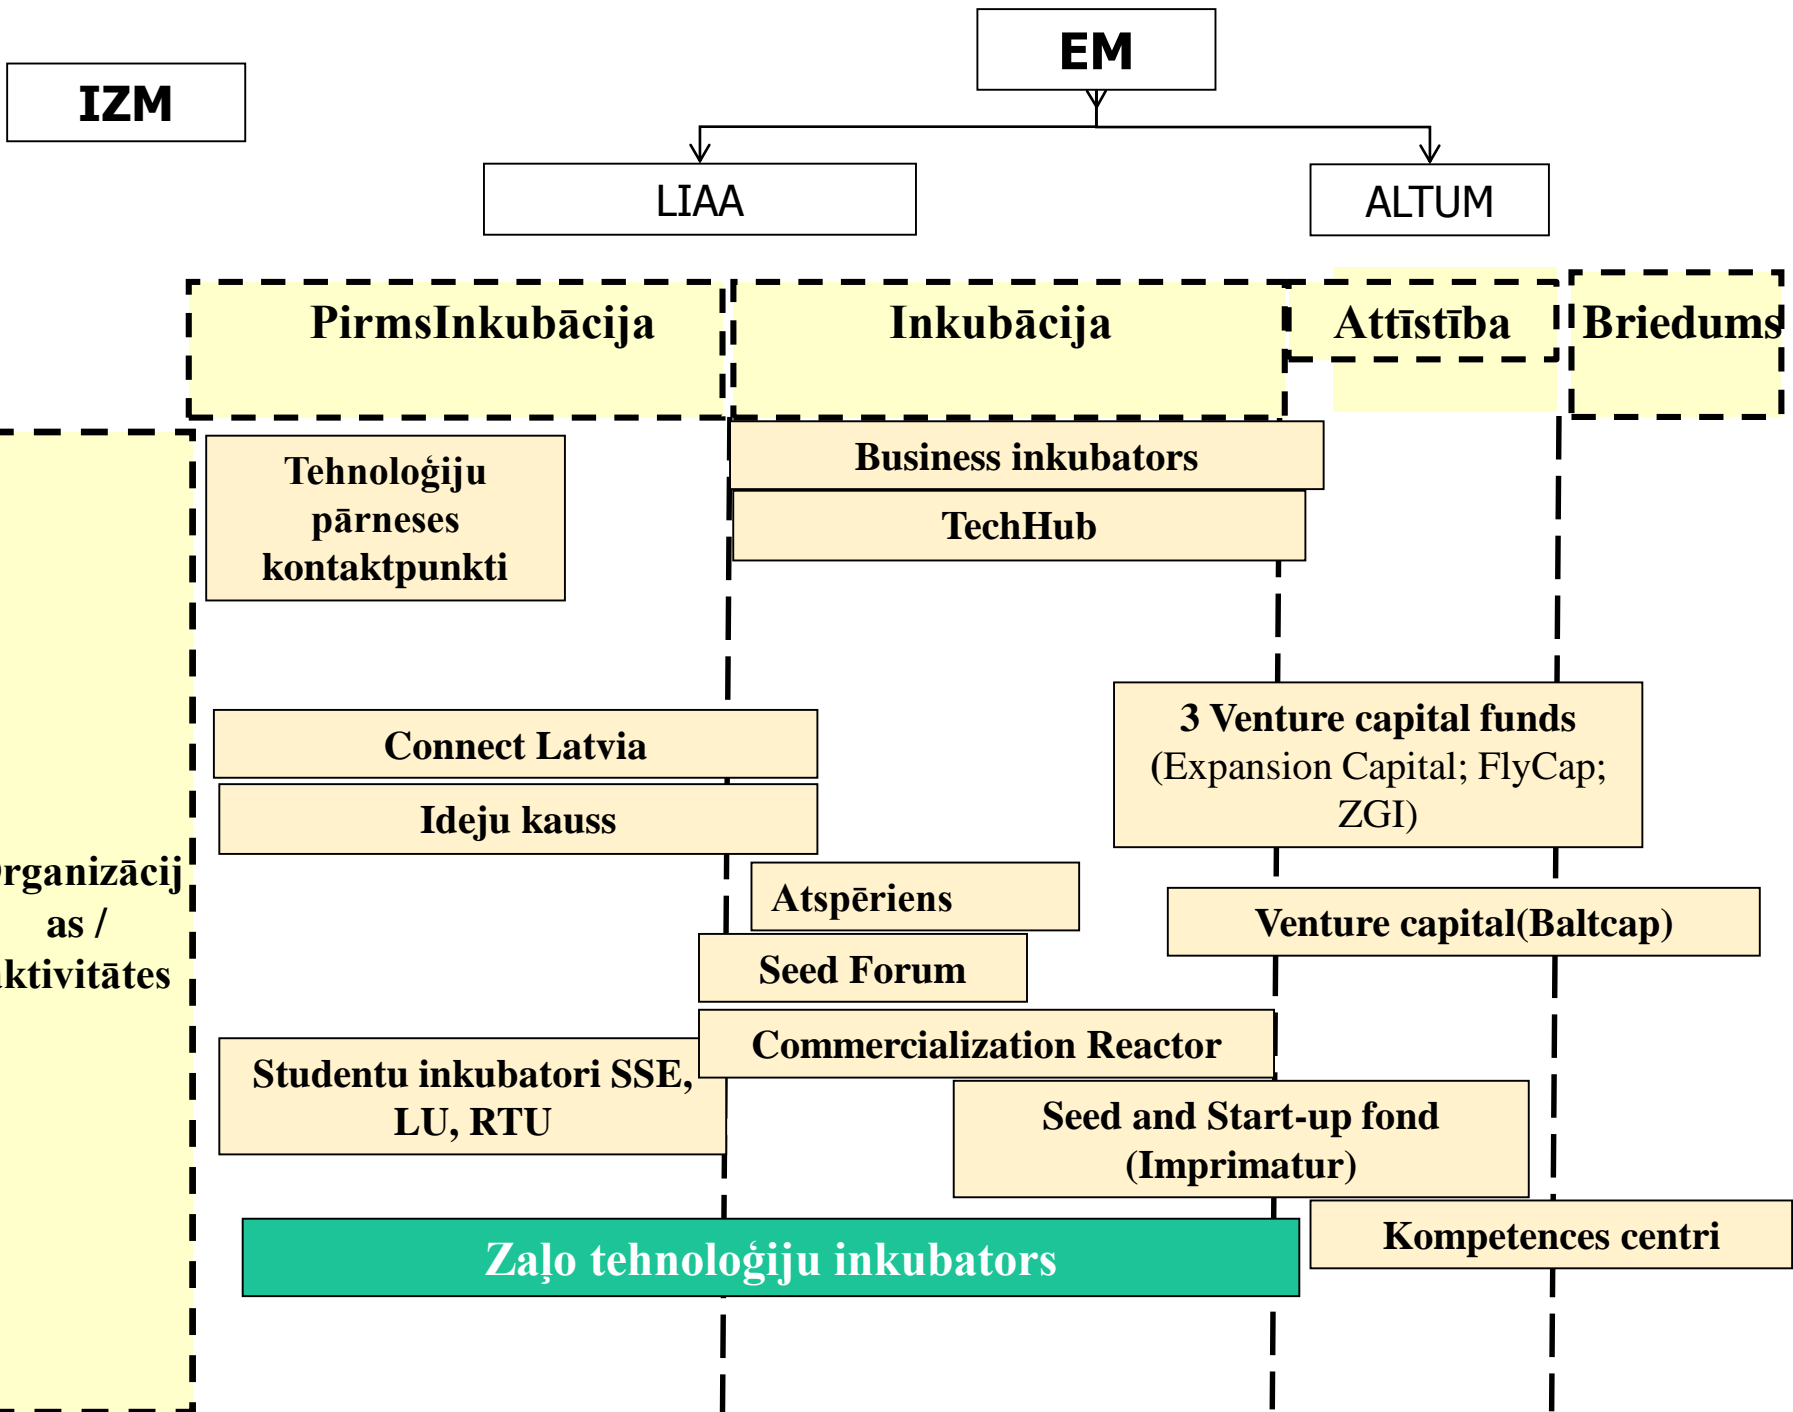 EM
IZM
LIAA
ALTUM
PirmsInkubācija
Inkubācija
Attīstība
Briedums
Tehnoloģiju
pārneses
kontaktpunkti
Business inkubators
TechHub
3 Venture capital funds
(Expansion Capital; FlyCap;
ZGI)
Connect Latvia
Ideju kauss
rganizācij
as /
ktivitātes
Atspēriens
Venture capital(Baltcap)
Seed Forum
Commercialization Reactor
Studentu inkubatori SSE,
LU, RTU
Seed and Start-up fond
(Imprimatur)
Kompetences centri
Zaļo tehnoloģiju inkubators